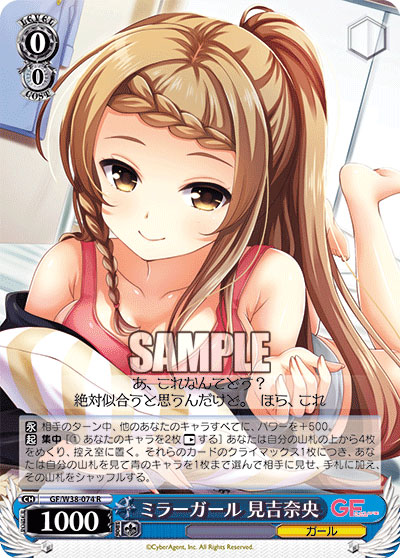 LEVEL
0
0
COST
SAMPLE
あ、これなんてどう?
絶対似合うと思うんだけど。 ほら、これ
永 相手のターン中、他のあなたのキャラすべてに、パワーを+500。
起 集中 [① あなたのキャラを2枚 する] あなたは自分の山札の上から4枚
をめくり、控え室に置く。それらのカードのクライマックス1枚につき、あな
たは自分の山札を見て青のキャラを1枚まで選んで相手に見せ、手札に加え、
その山札をシャッフルする。
CH GF/W38-074 R
1000
ミラーガール 見吉奈央
GF
ガール
©CyberAgent, Inc. All Rights Reserved.